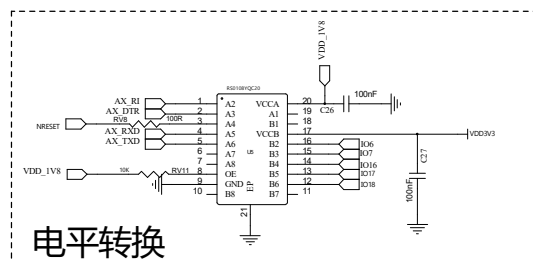 VDD_1V8
RS0108YQC20
100nF
C26
AX_RI 1 A2 VCCA 20
AX_DTR 2 A3 A1 19
RV8 100R 3 A4 B1 18
NRESET
AX_RXD 4 A5 VCCB 17 VDD3V3
AX_TXD 5 A6 B2 16 IO6
6 A7 U5 B3 15 IO7
7 A8 B4 14 IO16
VDD_1V8 10K RV11 8 OE B5 13 IO17
9 GND EP B6 12 IO18
10 B8 B7 11
C27
100nF
21
电平转换